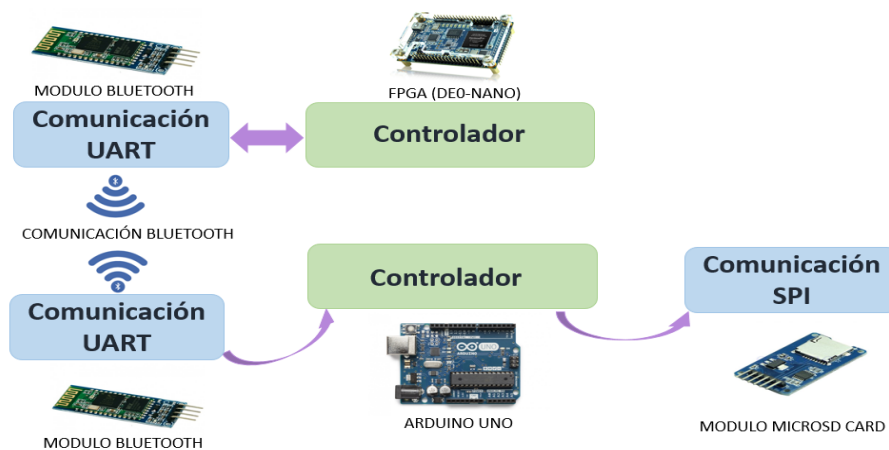 MODULO BLUETOOTH
FPGA (DE0-NANO)
Comunicación
UART
Controlador
COMUNICACIÓN BLUETOOTH
Comunicación
UART
Controlador
Comunicación
SPI
MODULO BLUETOOTH
ARDUINO UNO
MODULO MICROSD CARD